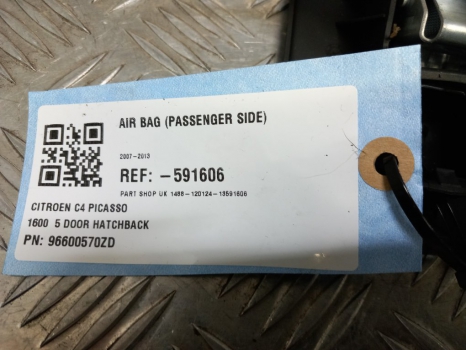 AIR BAG (PASSENGER SIDE)
2007-2013
REF: -591606
PART SHOP UK 1488-120124-13591606
CITROEN C4 PICASSO
1600 5 DOOR HATCHBACK
PN: 96600570ZD